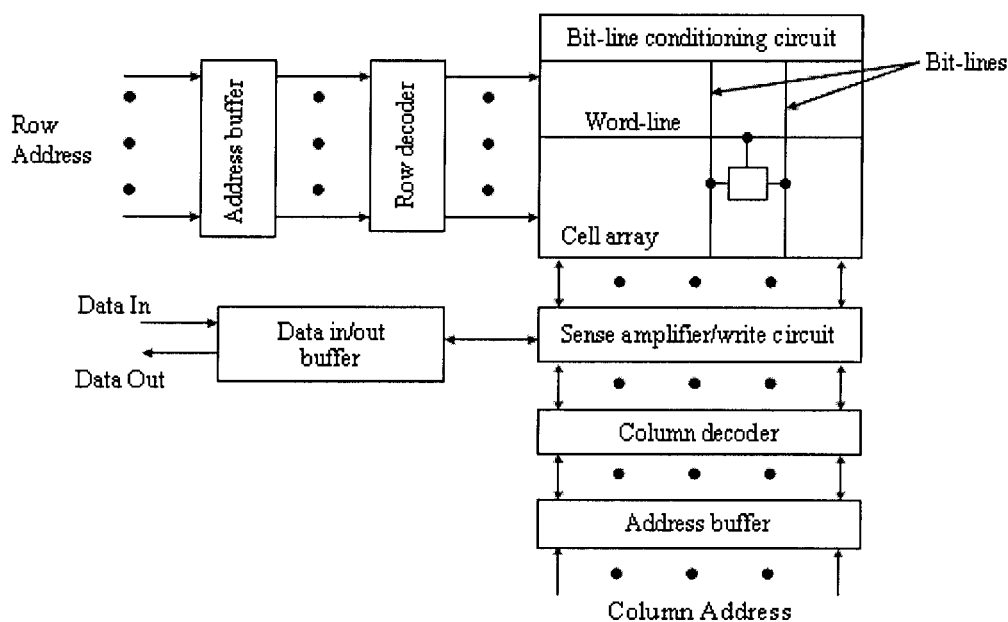 Bit-line conditioning circuit
Bit-lines
Row
Address
Address buffer
Row decoder
Word-line
Cell array
Data In
Data Out
Data in/out
buffer
Sense amplifier/write circuit
Column decoder
Address buffer
Column Address